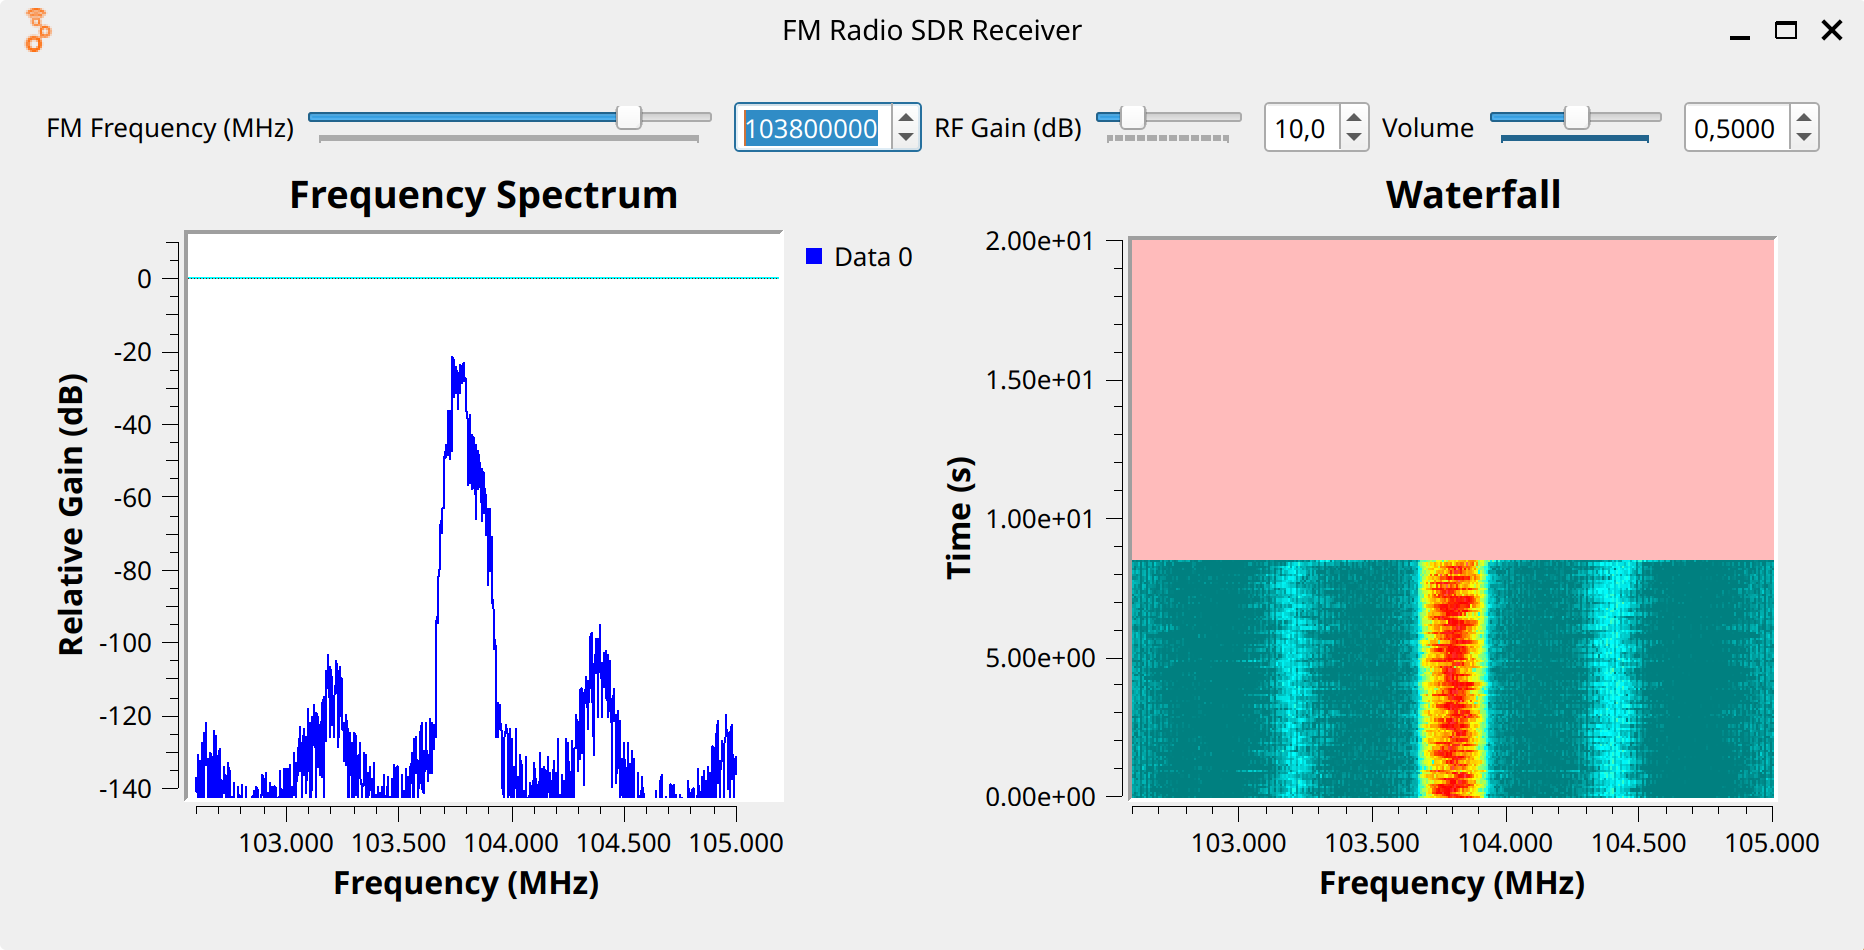 FM Radio SDR Receiver
FM Frequency (MHz) 103800000 RF Gain (dB) 10,0 Volume 0,5000
Frequency Spectrum
Data 0
Relative Gain (dB)
0
-20
-40
-60
-80
-100
-120
-140
103.000 103.500 104.000 104.500 105.000
Frequency (MHz)
Waterfall
Time (s)
2.00e+01
1.50e+01
1.00e+01
5.00e+00
0.00e+00
103.000 103.500 104.000 104.500 105.000
Frequency (MHz)